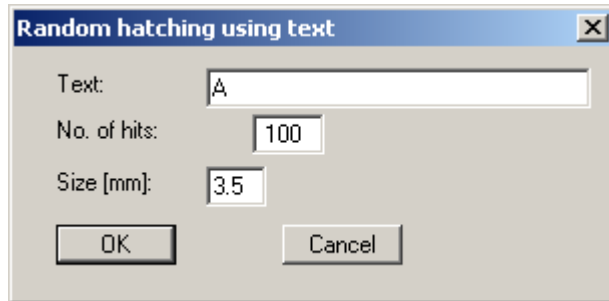 Random hatching using text
Text: A
No. of hits: 100
Size [mm]: 3.5
OK Cancel